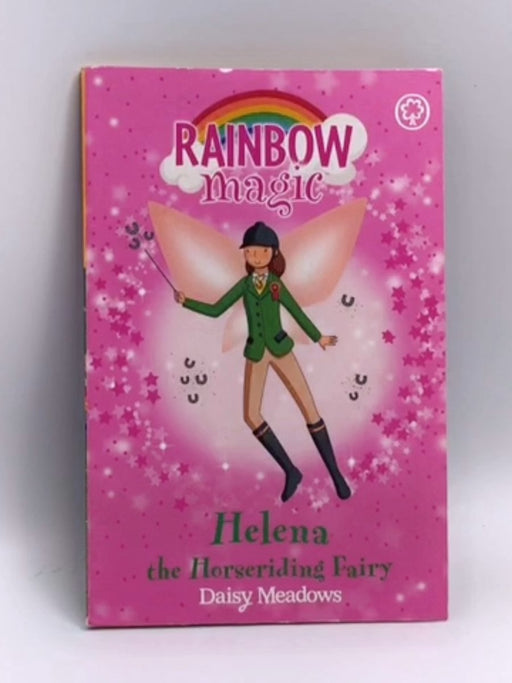 RAINBOW
magic
Helena
the Horseriding Fairy
Daisy Meadows